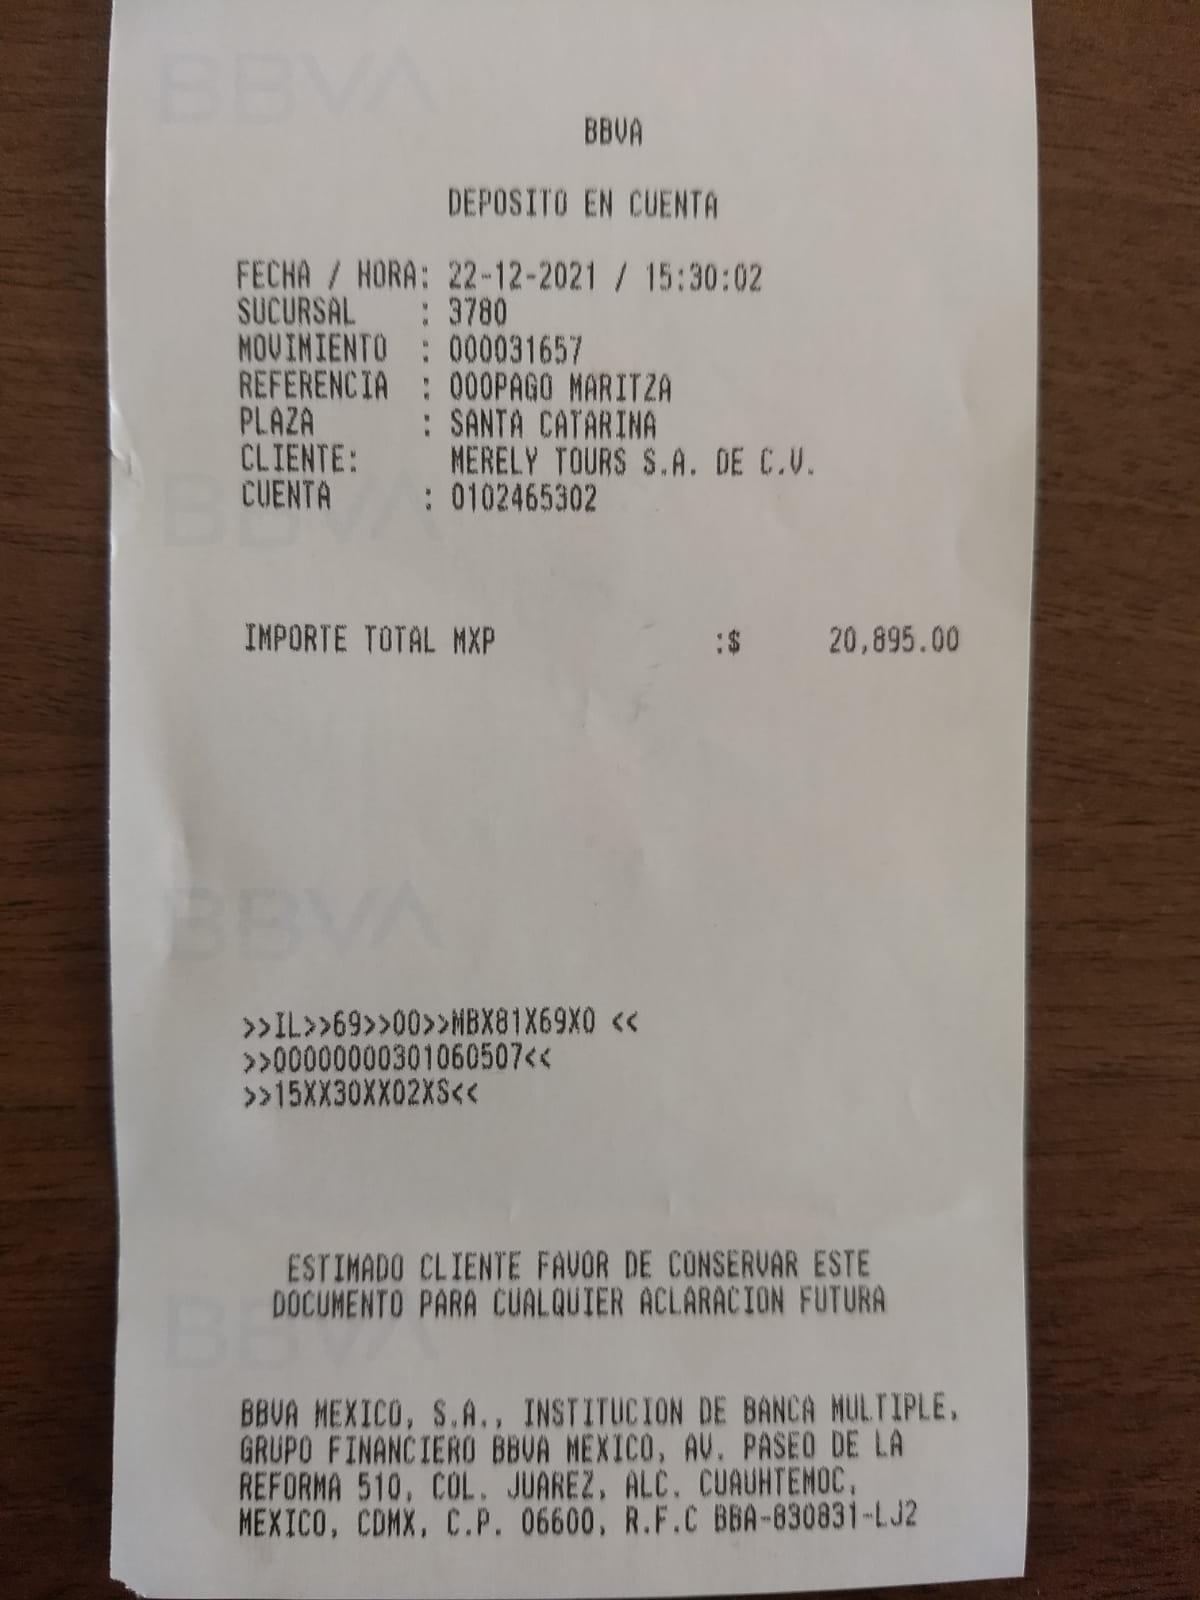 BBVA
BBVA
DEPOSITO EN CUENTA
FECHA / HORA: 22-12-2021 / 15:30:02
SUCURSAL : 3780
MOVIMIENTO : 000031657
REFERENCIA : 000PAGO MARITZA
PLAZA : SANTA CATARINA
CLIENTE: MERELY TOURS S.A. DE C.V.
BBVA
CUENTA : 0102465302
IMPORTE TOTAL MXP :$ 20,895.00
BBVA
>>IL>>69>>00>>MBX81X69X0 <<
>>00000000301060507<<
>>15XX30XX02XS<<
ESTIMADO CLIENTE FAVOR DE CONSERVAR ESTE
DOCUMENTO PARA CUALQUIER ACLARACION FUTURA
BBVA
BBVA MEXICO, S.A., INSTITUCION DE BANCA MULTIPLE,
GRUPO FINANCIERO BBVA MEXICO, AV. PASEO DE LA
REFORMA 510, COL. JUAREZ, ALC. CUAUHTEMOC,
MEXICO, CDMX, C.P. 06600, R.F.C BBA-830831-LJ2